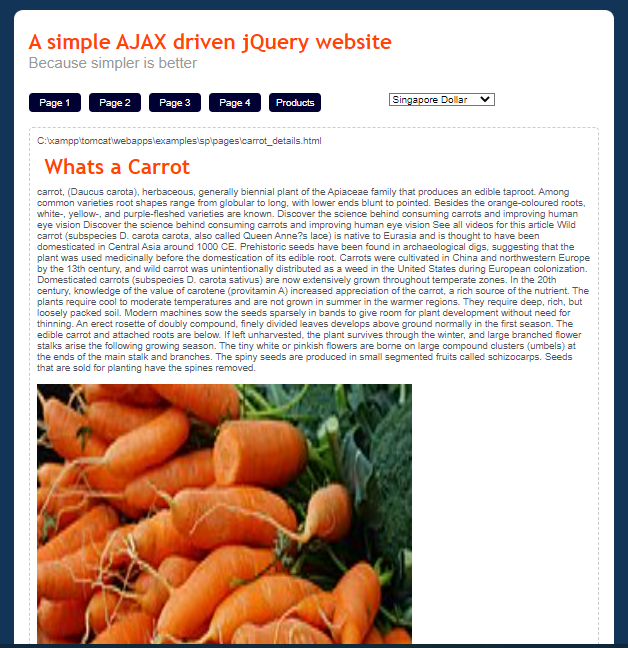 A simple AJAX driven jQuery website
Because simpler is better
Page 1 Page 2 Page 3 Page 4 Products Singapore Dollar
C:\xampp\tomcat\webapps\examples\sp\pages\carrot_details.html
Whats a Carrot
carrot, (Daucus carota), herbaceous, generally biennial plant of the Apiaceae family that produces an edible taproot. Among
common varieties root shapes range from globular to long, with lower ends blunt to pointed. Besides the orange-coloured roots,
white-, yellow-, and purple-fleshed varieties are known. Discover the science behind consuming carrots and improving human
eye vision Discover the science behind consuming carrots and improving human eye vision See all videos for this article Wild
carrot (subspecies D. carota carota, also called Queen Anne?s lace) is native to Eurasia and is thought to have been
domesticated in Central Asia around 1000 CE. Prehistoric seeds have been found in archaeological digs, suggesting that the
plant was used medicinally before the domestication of its edible root. Carrots were cultivated in China and northwestern Europe
by the 13th century, and wild carrot was unintentionally distributed as a weed in the United States during European colonization.
Domesticated carrots (subspecies D. carota sativus) are now extensively grown throughout temperate zones. In the 20th
century, knowledge of the value of carotene (provitamin A) increased appreciation of the carrot, a rich source of the nutrient. The
plants require cool to moderate temperatures and are not grown in summer in the warmer regions. They require deep, rich, but
loosely packed soil. Modern machines sow the seeds sparsely in bands to give room for plant development without need for
thinning. An erect rosette of doubly compound, finely divided leaves develops above ground normally in the first season. The
edible carrot and attached roots are below. If left unharvested, the plant survives through the winter, and large branched flower
stalks arise the following growing season. The tiny white or pinkish flowers are borne on large compound clusters (umbels) at
the ends of the main stalk and branches. The spiny seeds are produced in small segmented fruits called schizocarps. Seeds
that are sold for planting have the spines removed.